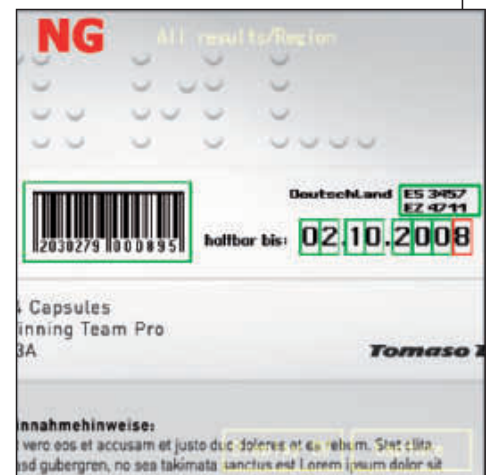 NG
All results/Region
Deutschland
ES 3457
EZ 4711
2030279 000895
haltbar bis: 02.10.2008
Capsules
inning Team Pro
3A
Tomaso
nnahmehinweise:
vero eos et accusam et justo duo dolores et ea rebum. Stet clita
asd gubergren, no sea takimata sanctus est Lorem ipsum dolor sit